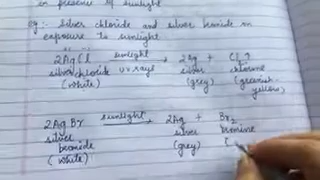 in presence of sunlight
eg:- Silver chloride and silver bromide on
exposure to sunlight
2AgCl sunlight → 2Ag + Cl2↑
silver chloride uv rays silver chlorine
(white) (grey) (greenish-
yellow)
2AgBr sunlight → 2Ag + Br2
silver silver bromine
bromide (grey) (
(white)